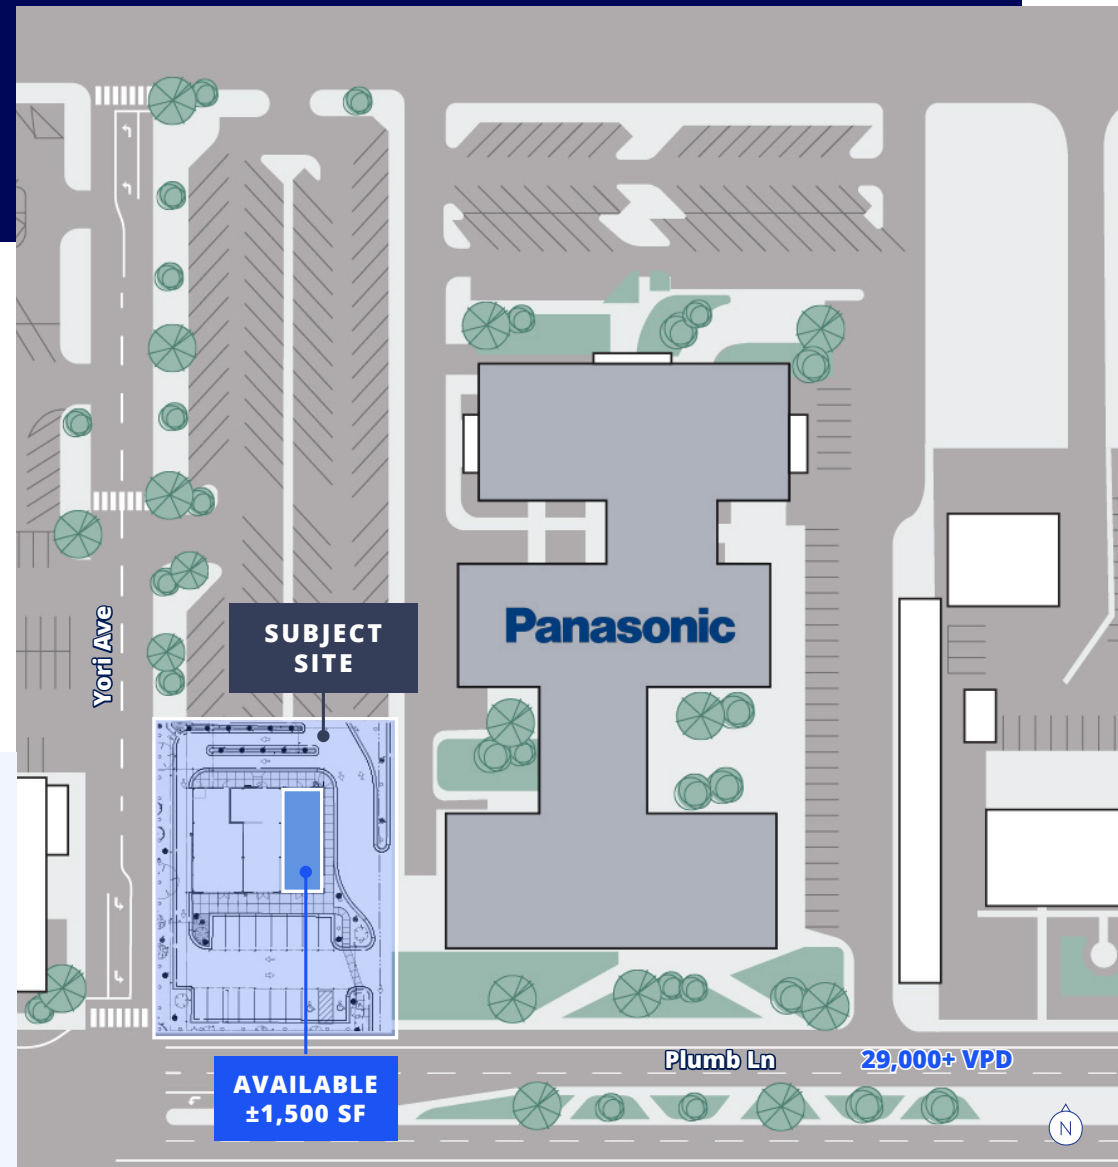 Panasonic
Yori Ave
SUBJECT
SITE
AVAILABLE
±1,500 SF
Plumb Ln
29,000+ VPD
N